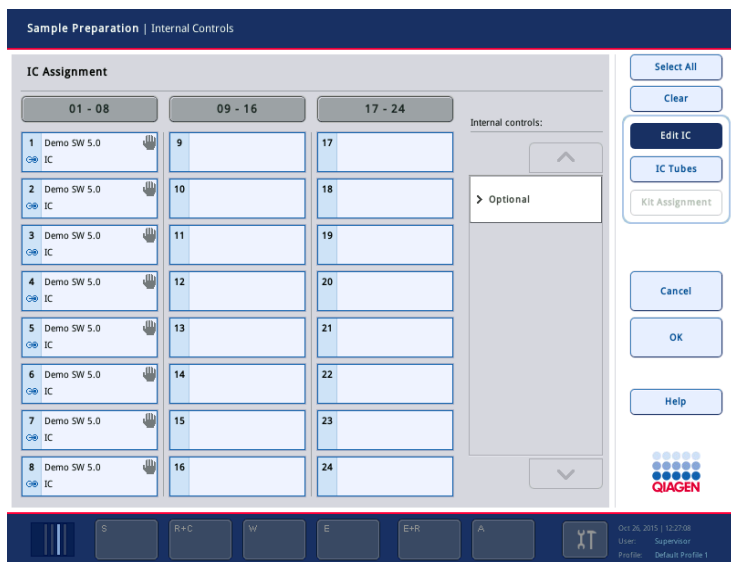 Sample Preparation | Internal Controls
IC Assignment
01 - 08
09 - 16
17 - 24
Internal controls:
1 Demo SW 5.0
IC
2 Demo SW 5.0
IC
3 Demo SW 5.0
IC
4 Demo SW 5.0
IC
5 Demo SW 5.0
IC
6 Demo SW 5.0
IC
7 Demo SW 5.0
IC
8 Demo SW 5.0
IC
9
10
11
12
13
14
15
16
17
18
19
20
21
22
23
24
Optional
Select All
Clear
Edit IC
IC Tubes
Kit Assignment
Cancel
OK
Help
QIAGEN
S
R+C
W
E
E+R
A
Oct 26, 2015 | 12:27:08
User: Supervisor
Profile: Default Profile 1